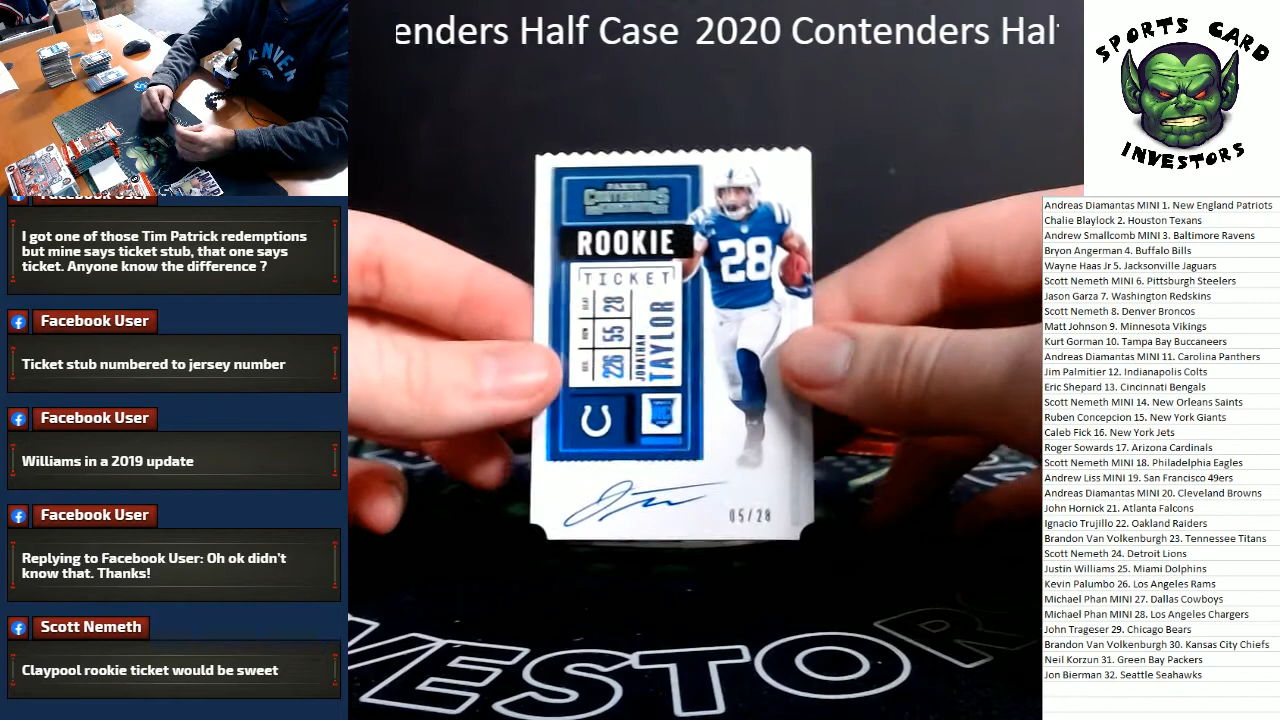 enders Half Case 2020 Contenders Hal
SPORTS CARD
INVESTORS
Facebook User
I got one of those Tim Patrick redemptions
but mine says ticket stub, that one says
ticket. Anyone know the difference ?
Facebook User
Ticket stub numbered to jersey number
Facebook User
Williams in a 2019 update
Facebook User
Replying to Facebook User: Oh ok didn't
know that. Thanks!
Scott Nemeth
Claypool rookie ticket would be sweet
PANINI
CONTENDERS
ROOKIE
TICKET
SEAT 28
ROW 55
SEC 226
JONATHAN
TAYLOR
28
05/28
VESTO
Andreas Diamantas MINI 1. New England Patriots
Chalie Blaylock 2. Houston Texans
Andrew Smallcomb MINI 3. Baltimore Ravens
Bryon Angerman 4. Buffalo Bills
Wayne Haas Jr 5. Jacksonville Jaguars
Scott Nemeth MINI 6. Pittsburgh Steelers
Jason Garza 7. Washington Redskins
Scott Nemeth 8. Denver Broncos
Matt Johnson 9. Minnesota Vikings
Kurt Gorman 10. Tampa Bay Buccaneers
Andreas Diamantas MINI 11. Carolina Panthers
Jim Palmitier 12. Indianapolis Colts
Eric Shepard 13. Cincinnati Bengals
Scott Nemeth MINI 14. New Orleans Saints
Ruben Concepcion 15. New York Giants
Caleb Fick 16. New York Jets
Roger Sowards 17. Arizona Cardinals
Scott Nemeth MINI 18. Philadelphia Eagles
Andrew Liss MINI 19. San Francisco 49ers
Andreas Diamantas MINI 20. Cleveland Browns
John Hornick 21. Atlanta Falcons
Ignacio Trujillo 22. Oakland Raiders
Brandon Van Volkenburgh 23. Tennessee Titans
Scott Nemeth 24. Detroit Lions
Justin Williams 25. Miami Dolphins
Kevin Palumbo 26. Los Angeles Rams
Michael Phan MINI 27. Dallas Cowboys
Michael Phan MINI 28. Los Angeles Chargers
John Trageser 29. Chicago Bears
Brandon Van Volkenburgh 30. Kansas City Chiefs
Neil Korzun 31. Green Bay Packers
Jon Bierman 32. Seattle Seahawks